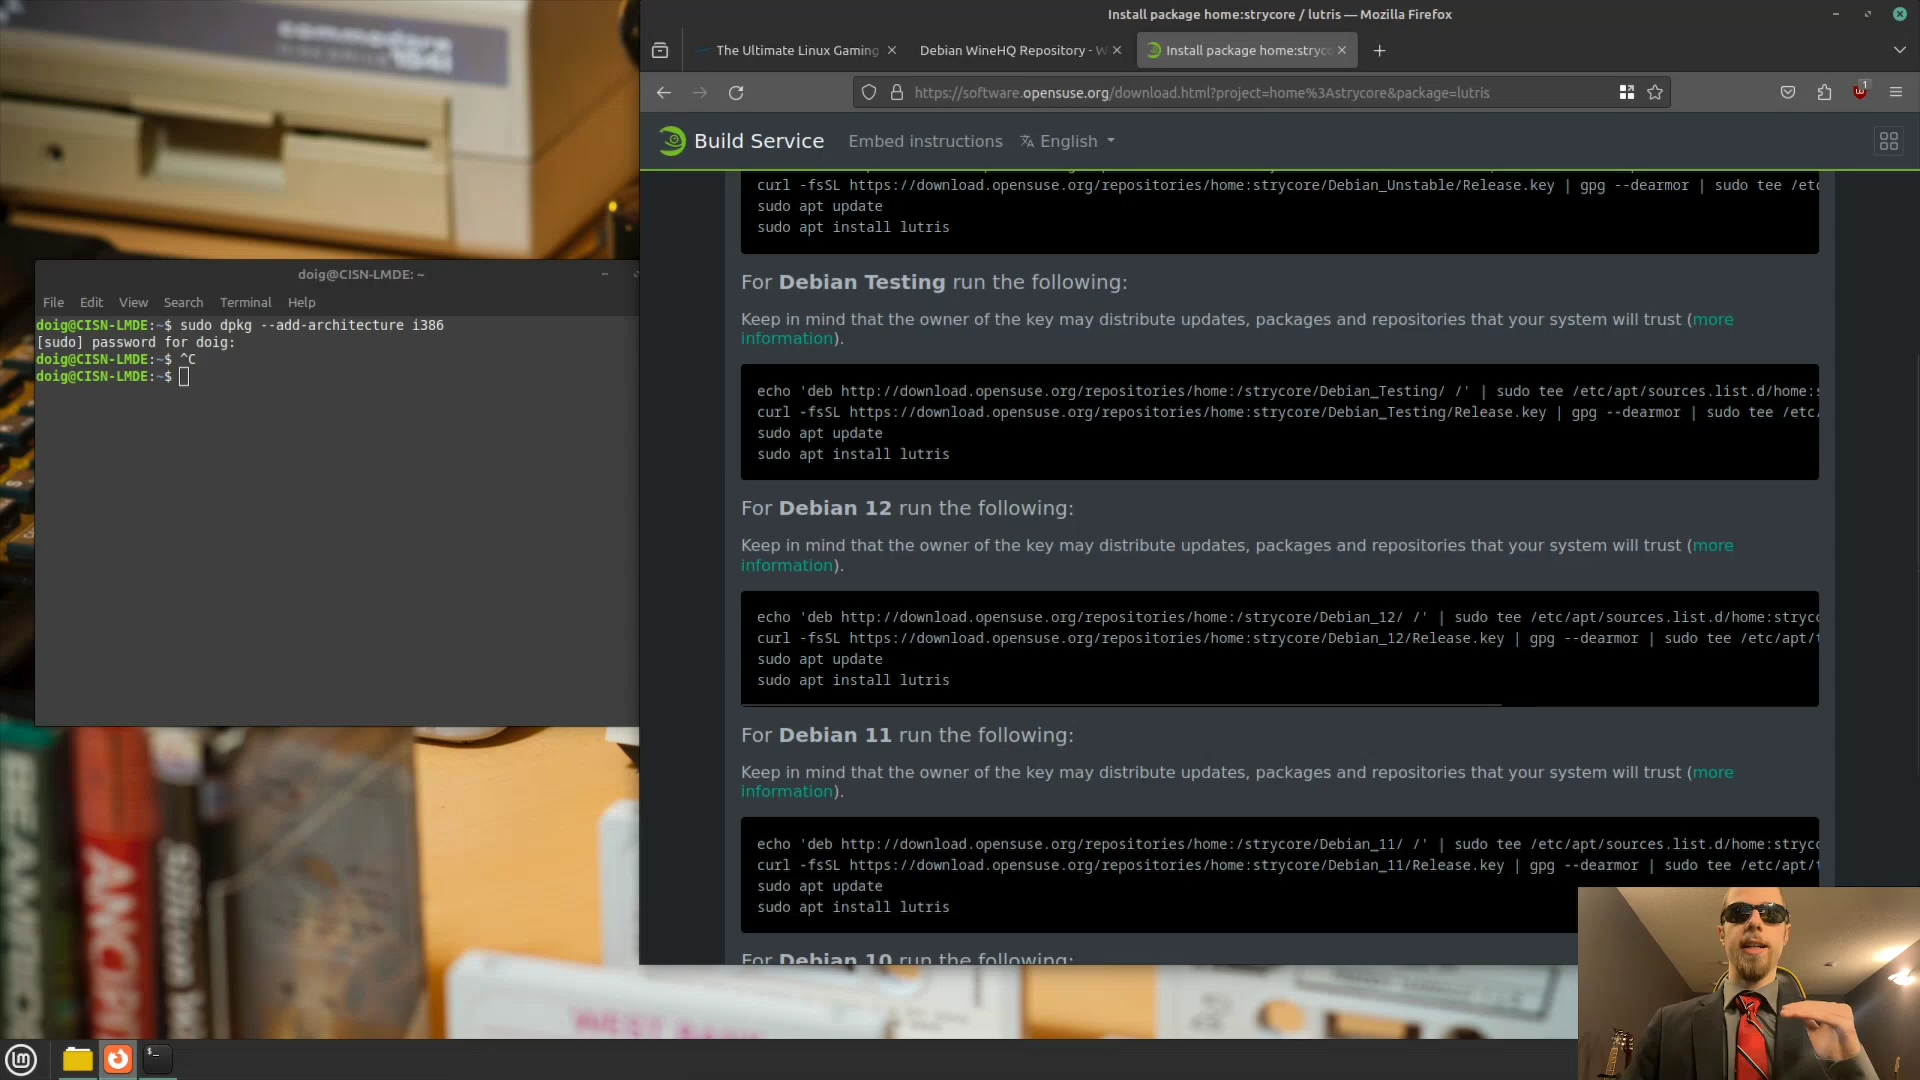 commodore
1541
Install package home:strycore / lutris — Mozilla Firefox
The Ultimate Linux Gaming
Debian WineHQ Repository - W
Install package home:stryc
https://software.opensuse.org/download.html?project=home%3Astrycore&package=lutris
1
Build Service
Embed instructions
English
curl -fsSL https://download.opensuse.org/repositories/home:strycore/Debian_Unstable/Release.key | gpg --dearmor | sudo tee /etc
sudo apt update
sudo apt install lutris
For Debian Testing run the following:
Keep in mind that the owner of the key may distribute updates, packages and repositories that your system will trust (more
information).
echo 'deb http://download.opensuse.org/repositories/home:/strycore/Debian_Testing/ /' | sudo tee /etc/apt/sources.list.d/home:s
curl -fsSL https://download.opensuse.org/repositories/home:strycore/Debian_Testing/Release.key | gpg --dearmor | sudo tee /etc/
sudo apt update
sudo apt install lutris
For Debian 12 run the following:
Keep in mind that the owner of the key may distribute updates, packages and repositories that your system will trust (more
information).
echo 'deb http://download.opensuse.org/repositories/home:/strycore/Debian_12/ /' | sudo tee /etc/apt/sources.list.d/home:stryco
curl -fsSL https://download.opensuse.org/repositories/home:strycore/Debian_12/Release.key | gpg --dearmor | sudo tee /etc/apt/t
sudo apt update
sudo apt install lutris
For Debian 11 run the following:
Keep in mind that the owner of the key may distribute updates, packages and repositories that your system will trust (more
information).
echo 'deb http://download.opensuse.org/repositories/home:/strycore/Debian_11/ /' | sudo tee /etc/apt/sources.list.d/home:stryco
curl -fsSL https://download.opensuse.org/repositories/home:strycore/Debian_11/Release.key | gpg --dearmor | sudo tee /etc/apt/t
sudo apt update
sudo apt install lutris
For Debian 10 run the following:
doig@CISN-LMDE: ~
File Edit View Search Terminal Help
doig@CISN-LMDE:~$ sudo dpkg --add-architecture i386
[sudo] password for doig:
doig@CISN-LMDE:~$ ^C
doig@CISN-LMDE:~$